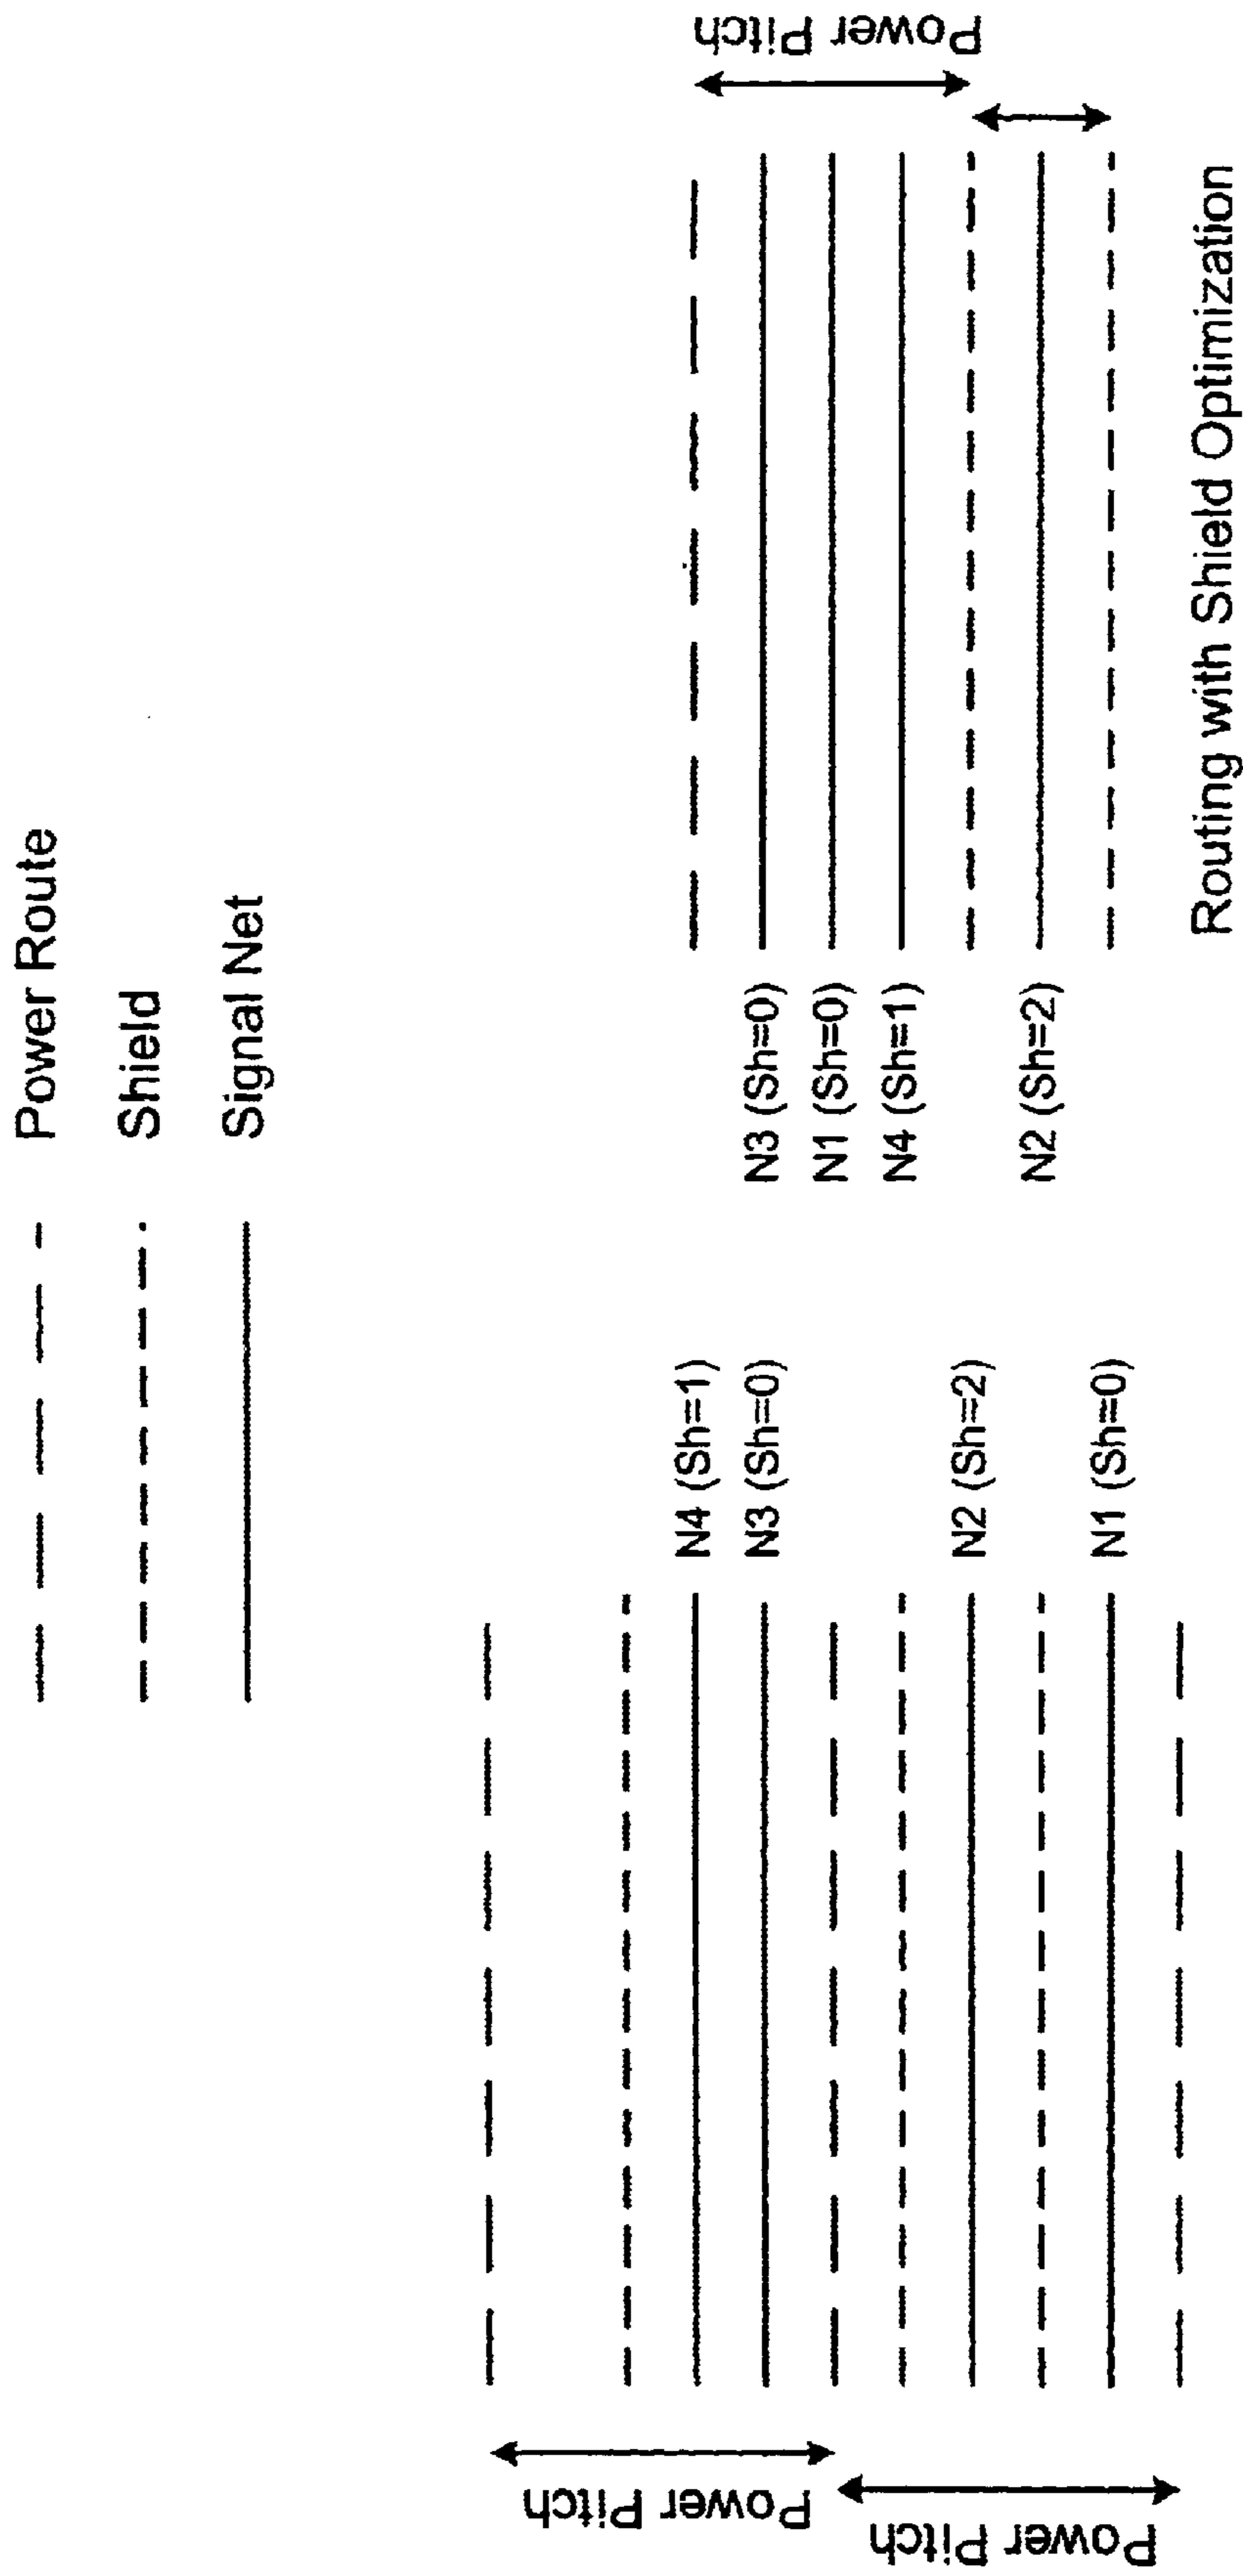 Power Route
Shield
Signal Net
Power Pitch
Power Pitch
N4 (Sh=1)
N3 (Sh=0)
N2 (Sh=2)
N1 (Sh=0)
N3 (Sh=0)
N1 (Sh=0)
N4 (Sh=1)
N2 (Sh=2)
Power Pitch
Routing with Shield Optimization